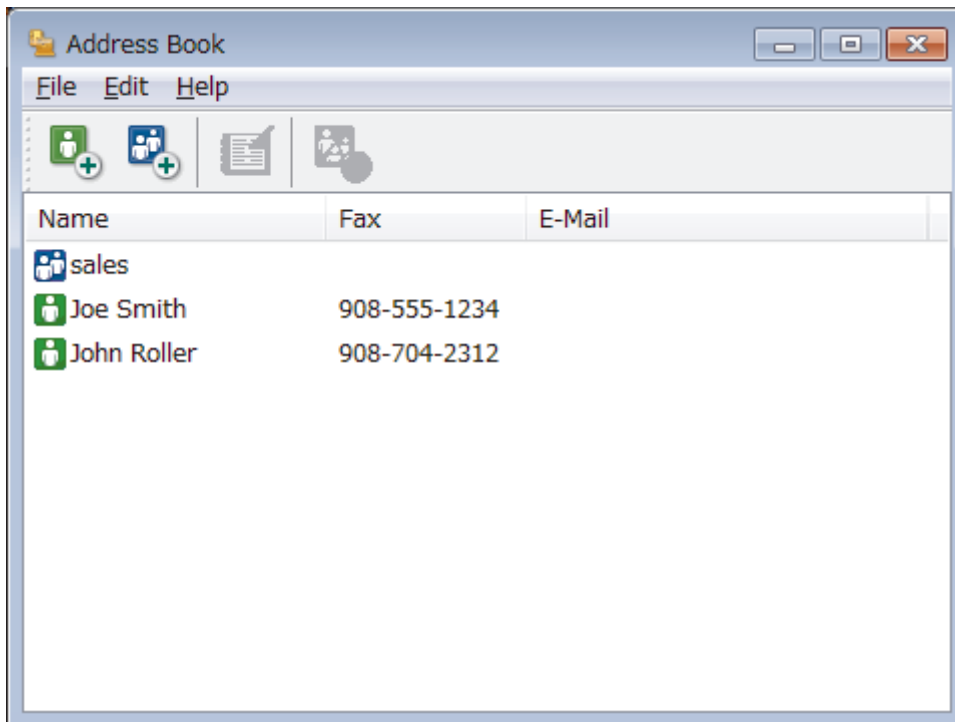 Address Book
File Edit Help
Name Fax E-Mail
sales
Joe Smith 908-555-1234
John Roller 908-704-2312